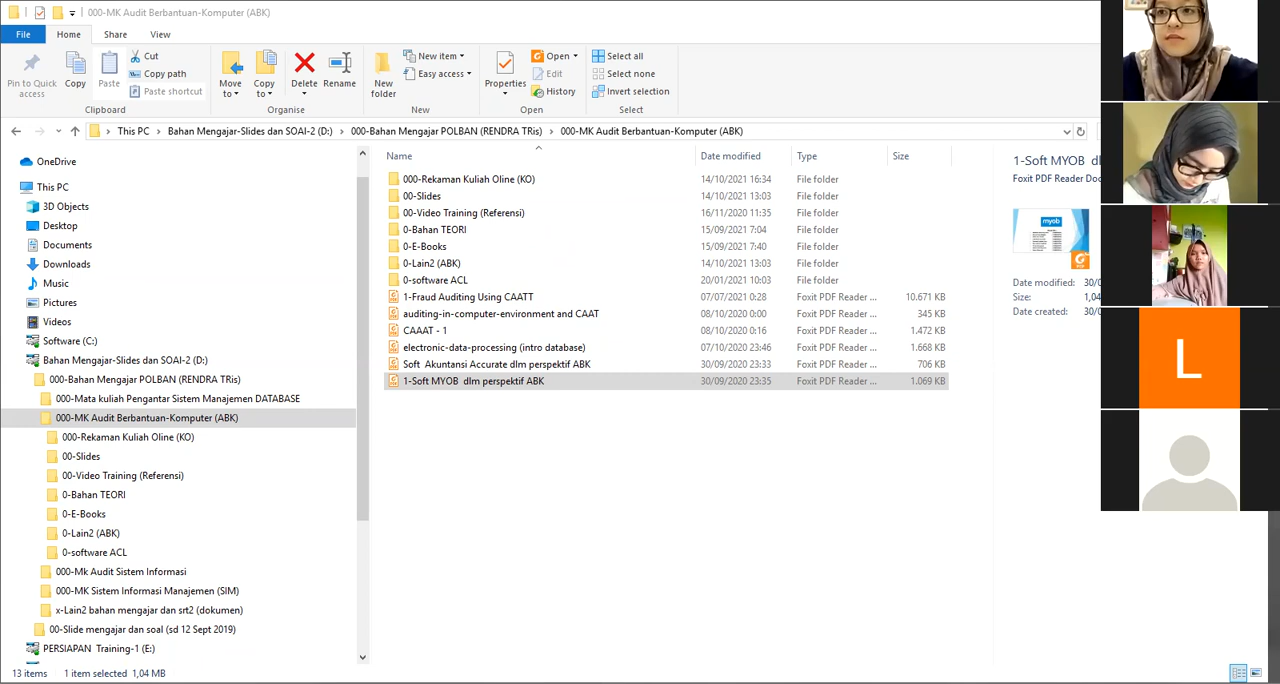 000-MK Audit Berbantuan-Komputer (ABK)
File Home Share View
Pin to Quick access
Copy
Paste
Cut
Copy path
Paste shortcut
Clipboard
Move to
Copy to
Delete
Rename
Organise
New folder
New item
Easy access
New
Properties
Open
Edit
History
Open
Select all
Select none
Invert selection
Select
This PC > Bahan Mengajar-Slides dan SOAI-2 (D:) > 000-Bahan Mengajar POLBAN (RENDRA TRis) > 000-MK Audit Berbantuan-Komputer (ABK)
OneDrive
This PC
3D Objects
Desktop
Documents
Downloads
Music
Pictures
Videos
Software (C:)
Bahan Mengajar-Slides dan SOAI-2 (D:)
000-Bahan Mengajar POLBAN (RENDRA TRis)
000-Mata kuliah Pengantar Sistem Manajemen DATABASE
000-MK Audit Berbantuan-Komputer (ABK)
000-Rekaman Kuliah Oline (KO)
00-Slides
00-Video Training (Referensi)
0-Bahan TEORI
0-E-Books
0-Lain2 (ABK)
0-software ACL
000-Mk Audit Sistem Informasi
000-MK Sistem Informasi Manajemen (SIM)
x-Lain2 bahan mengajar dan srt2 (dokumen)
00-Slide mengajar dan soal (sd 12 Sept 2019)
PERSIAPAN Training-1 (E:)
Name Date modified Type Size
000-Rekaman Kuliah Oline (KO) 14/10/2021 16:34 File folder
00-Slides 14/10/2021 13:03 File folder
00-Video Training (Referensi) 16/11/2020 11:35 File folder
0-Bahan TEORI 15/09/2021 7:04 File folder
0-E-Books 15/09/2021 7:40 File folder
0-Lain2 (ABK) 14/10/2021 13:03 File folder
0-software ACL 20/01/2021 10:03 File folder
1-Fraud Auditing Using CAATT 07/07/2021 0:28 Foxit PDF Reader ... 10.671 KB
auditing-in-computer-environment and CAAT 08/10/2020 0:00 Foxit PDF Reader ... 345 KB
CAAAT - 1 08/10/2020 0:16 Foxit PDF Reader ... 1.472 KB
electronic-data-processing (intro database) 07/10/2020 23:46 Foxit PDF Reader ... 1.668 KB
Soft Akuntansi Accurate dlm perspektif ABK 30/09/2020 23:33 Foxit PDF Reader ... 706 KB
1-Soft MYOB dlm perspektif ABK 30/09/2020 23:35 Foxit PDF Reader ... 1.069 KB
1-Soft MYOB dl
Foxit PDF Reader Doc
myob
Date modified: 30/0
Size: 1,04
Date created: 30/0
L
13 items 1 item selected 1,04 MB